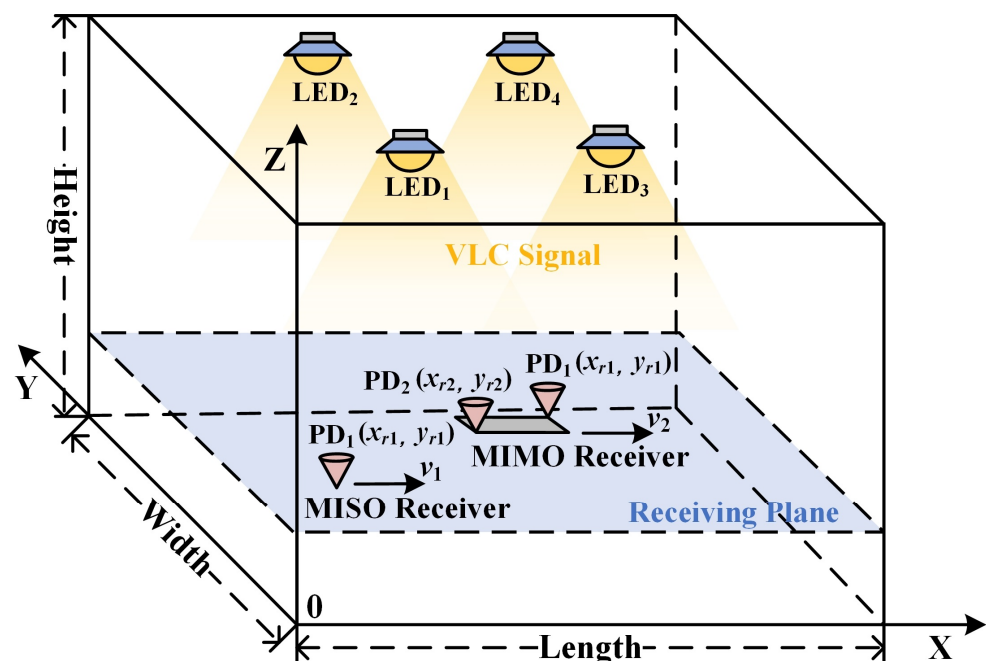 LED₂
LED₄
Z
LED₁
LED₃
Height
VLC Signal
PD₁(xᵣ₁, yᵣ₁)
PD₂(xᵣ₂, yᵣ₂)
Y
v₂
PD₁(xᵣ₁, yᵣ₁)
MIMO Receiver
v₁
MISO Receiver
Receiving Plane
Width
0
Length
X